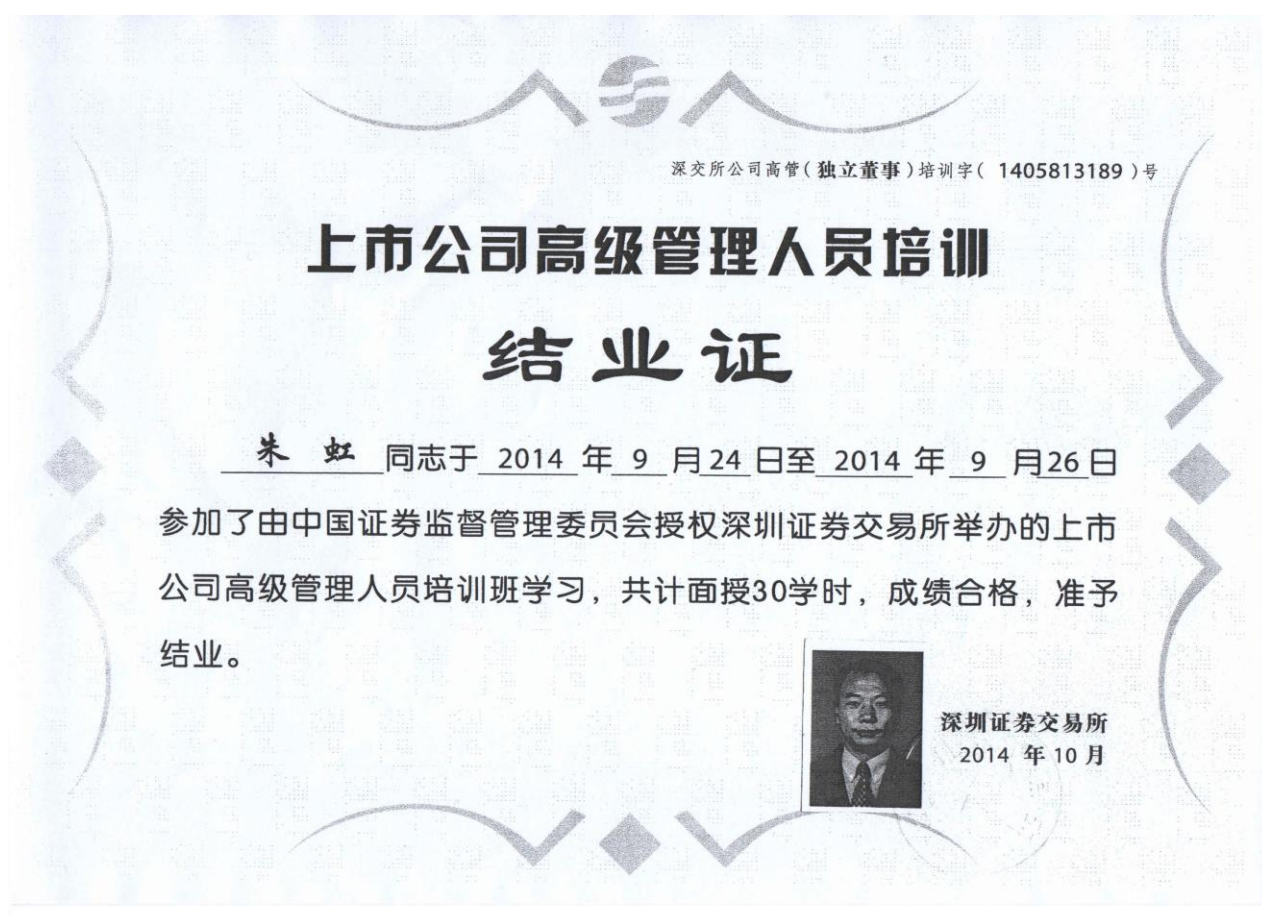 深交所公司高管(独立董事)培训字( 1405813189 )号
上市公司高级管理人员培训
结业证
朱 虹 同志于 2014 年 9 月 24 日至 2014 年 9 月 26 日
参加了由中国证券监督管理委员会授权深圳证券交易所举办的上市
公司高级管理人员培训班学习，共计面授30学时，成绩合格，准予
结业。
深圳证券交易所
2014 年 10 月